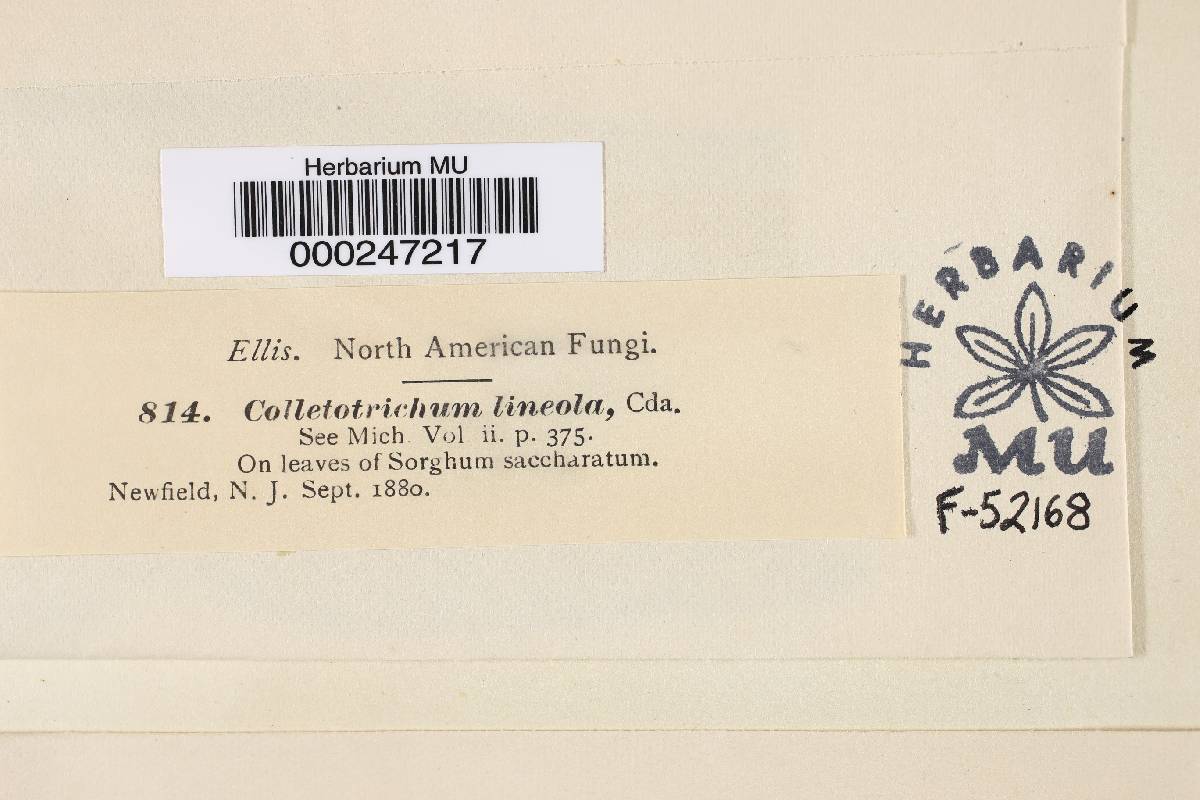 Herbarium MU
000247217
Ellis. North American Fungi.
814. Colletotrichum lineola, Cda.
See Mich. Vol ii. p. 375.
On leaves of Sorghum saccharatum.
Newfield, N. J. Sept. 1880.
HERBARIUM
MU
F-52168